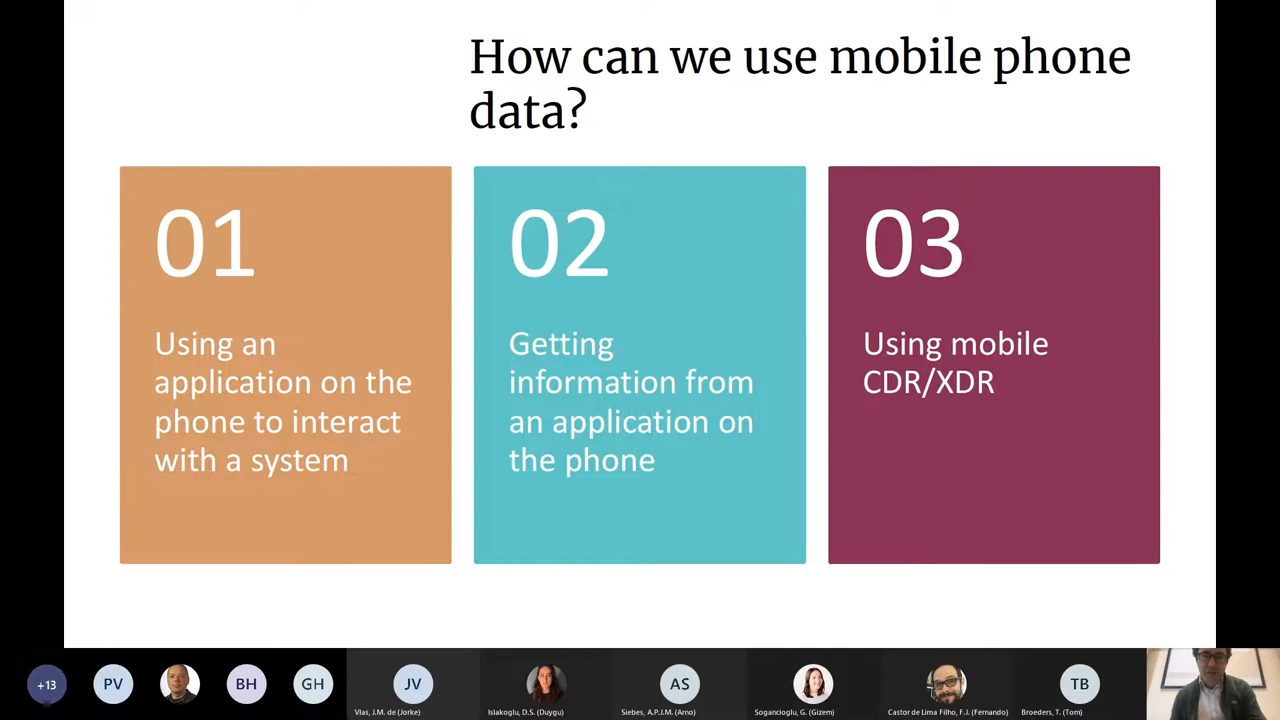 How can we use mobile phone
data?
01
Using an
application on the
phone to interact
with a system
02
Getting
information from
an application on
the phone
03
Using mobile
CDR/XDR
+13
PV
BH
GH
JV
Vlas, J.M. de (Jorke)
Islakoglu, D.S. (Duygu)
AS
Siebes, A.P.J.M. (Arno)
Sogancioglu, G. (Gizem)
Castor de Lima Filho, F.J. (Fernando)
TB
Broeders, T. (Tom)